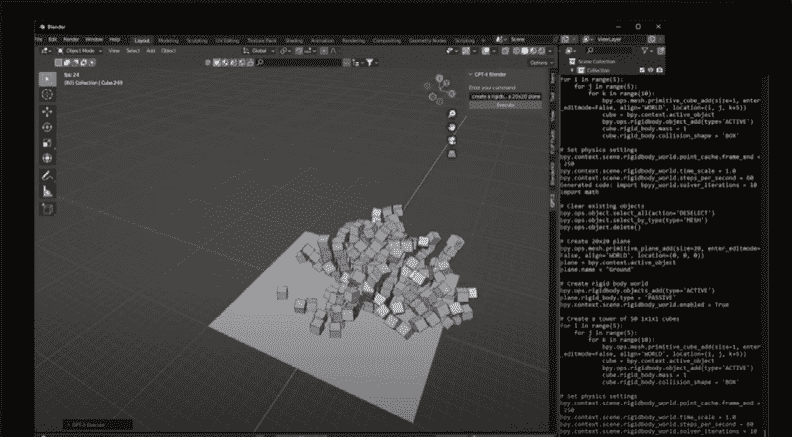 Blender
File Edit Render Window Help Layout Modeling Sculpting UV Editing Texture Paint Shading Animation Rendering Compositing Geometry Nodes Scripting Scene ViewLayer
Object Mode View Select Add Object Global
Options
fps: 24
Collection | Cube.249
GPT-4 Blender
Enter your command
create a rigid a 20x20 plane
Execute
Scene Collection
Collection
for i in range(5):
for j in range(5):
for k in range(10):
bpy.ops.mesh.primitive_cube_add(size=1, enter
_editmode=False, align='WORLD', location=(i, j, k+5))
cube = bpy.context.active_object
bpy.ops.rigidbody.object_add(type='ACTIVE')
cube.rigid_body.mass = 1
cube.rigid_body.collision_shape = 'BOX'
# Set physics settings
bpy.context.scene.rigidbody_world.point_cache.frame_end =
250
bpy.context.scene.rigidbody_world.time_scale = 1.0
bpy.context.scene.rigidbody_world.steps_per_second = 60
Generated code: import bpy
import math
# Clear existing objects
bpy.ops.object.select_all(action='DESELECT')
bpy.ops.object.select_by_type(type='MESH')
bpy.ops.object.delete()
# Create 20x20 plane
bpy.ops.mesh.primitive_plane_add(size=20, enter_editmode=
False, align='WORLD', location=(0, 0, 0))
plane = bpy.context.active_object
plane.name = "Ground"
# Create rigid body world
bpy.ops.rigidbody.objects_add(type='ACTIVE')
plane.rigid_body.type = 'PASSIVE'
bpy.context.scene.rigidbody_world.enabled = True
# Create a tower of 50 1x1x1 cubes
for i in range(5):
for j in range(5):
for k in range(10):
bpy.ops.mesh.primitive_cube_add(size=1, enter
_editmode=False, align='WORLD', location=(i, j, k+5))
cube = bpy.context.active_object
bpy.ops.rigidbody.object_add(type='ACTIVE')
cube.rigid_body.mass = 1
cube.rigid_body.collision_shape = 'BOX'
# Set physics settings
bpy.context.scene.rigidbody_world.point_cache.frame_end =
250
bpy.context.scene.rigidbody_world.time_scale = 1.0
bpy.context.scene.rigidbody_world.steps_per_second = 60
bpy.context.scene.rigidbody_world.solver_iterations = 10
GPT-4 Execute